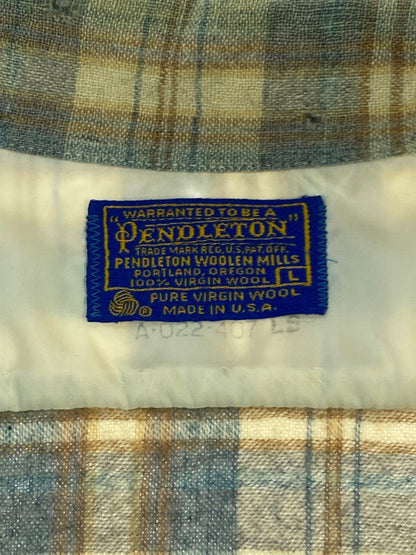 WARRANTED TO BE A
"PENDLETON"
TRADE MARK REG. U.S. PAT. OFF.
PENDLETON WOOLEN MILLS
PORTLAND, OREGON
100% VIRGIN WOOL L
PURE VIRGIN WOOL
® MADE IN U.S.A.
A-022-407 LB